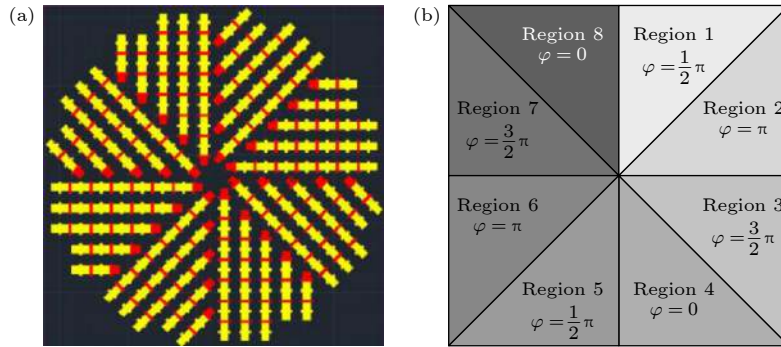 (a)
(b)
Region 8
φ=0
Region 1
φ=1/2 π
Region 2
φ=π
Region 7
φ=3/2 π
Region 6
φ=π
Region 3
φ=3/2 π
Region 5
φ=1/2 π
Region 4
φ=0